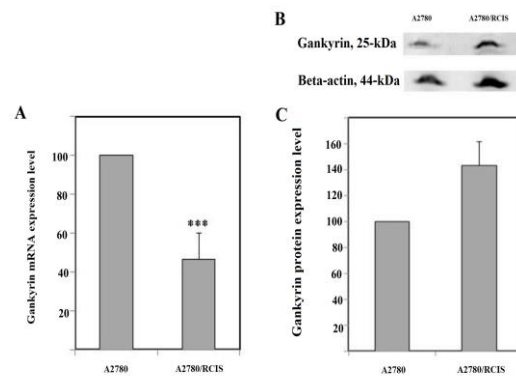 B
A2780 A2780/RCIS
Gankyrin, 25-kDa
Beta-actin, 44-kDa
A
Gankyrin mRNA expression level
100
80
60
40
20
***
A2780 A2780/RCIS
C
Gankyrin protein expression level
160
140
120
100
80
60
40
20
A2780 A2780/RCIS